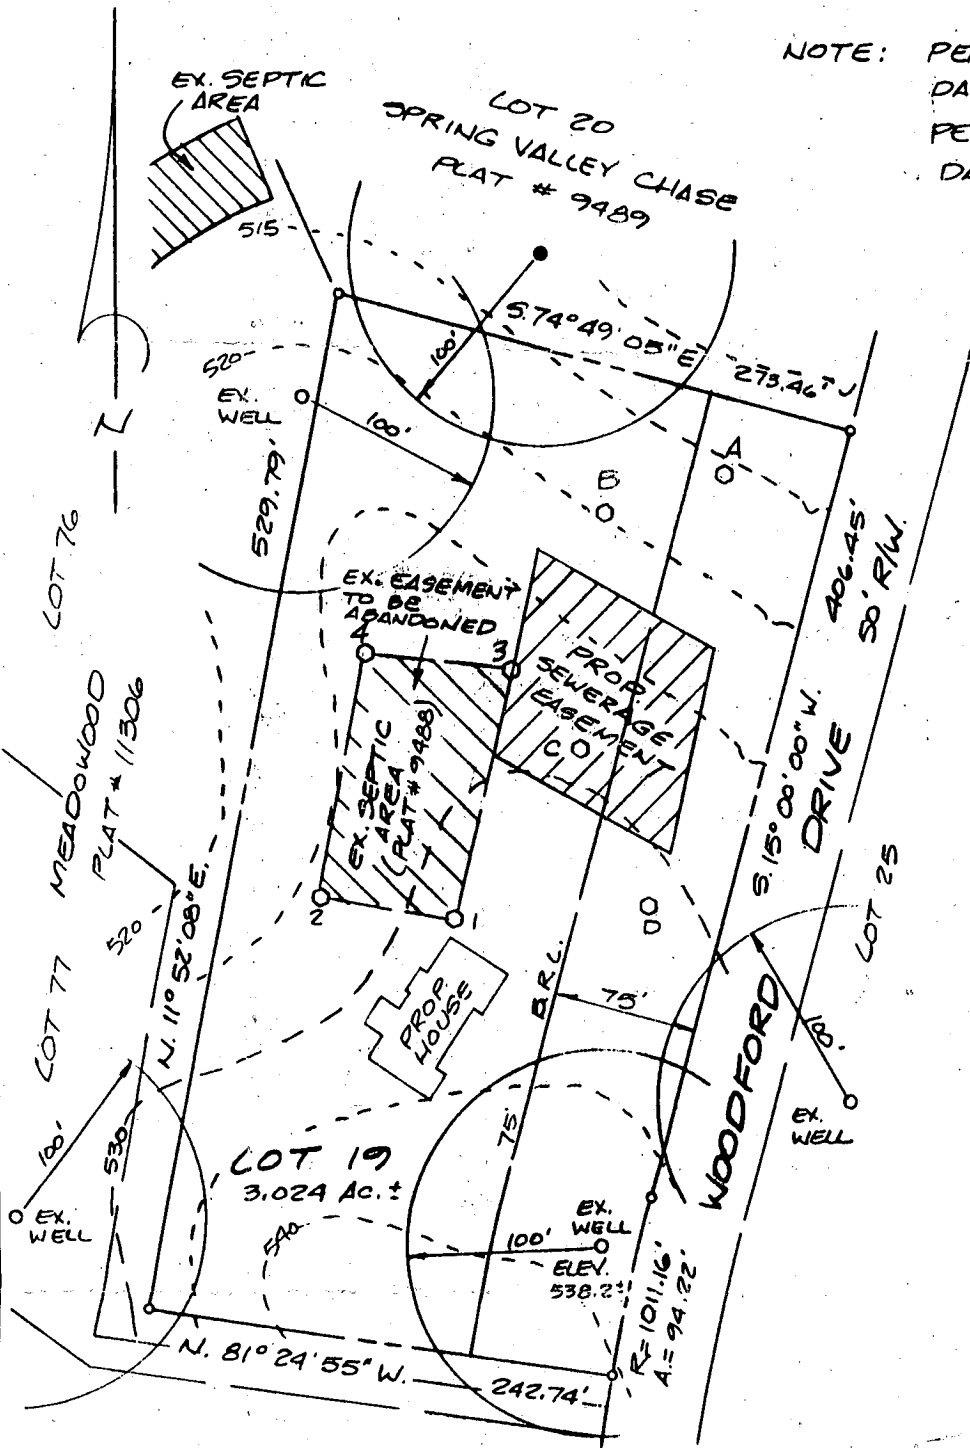 NOTE:
EX. SEPTIC
AREA
LOT 20
SPRING VALLEY CHASE
PLAT # 9489
515
S.74°49'05"E
273.46'
100'
520
EX.
WELL
100'
529.79'
A
B
406.45'
50' R/W.
LOT 76
EX. EASEMENT
TO BE
ABANDONED
4
3
PROP.
SEWERAGE
EASEMENT
C
MEADOWOOD
PLAT # 11306
EX. SEPTIC
AREA
(PLAT # 9488)
S.15°00'00"W.
DRIVE
2
1
D
LOT 25
520
N. 11°52'08"E.
LOT 77
PROP.
HOUSE
B.R.L.
75'
WOODFORD
EX.
WELL
100'
530
75'
LOT 19
3.024 AC.±
EX.
WELL
540
100'
EX.
WELL
ELEV.
538.2±
R=1011.16'
A.=94.22'
N. 81°24'55"W.
242.74'